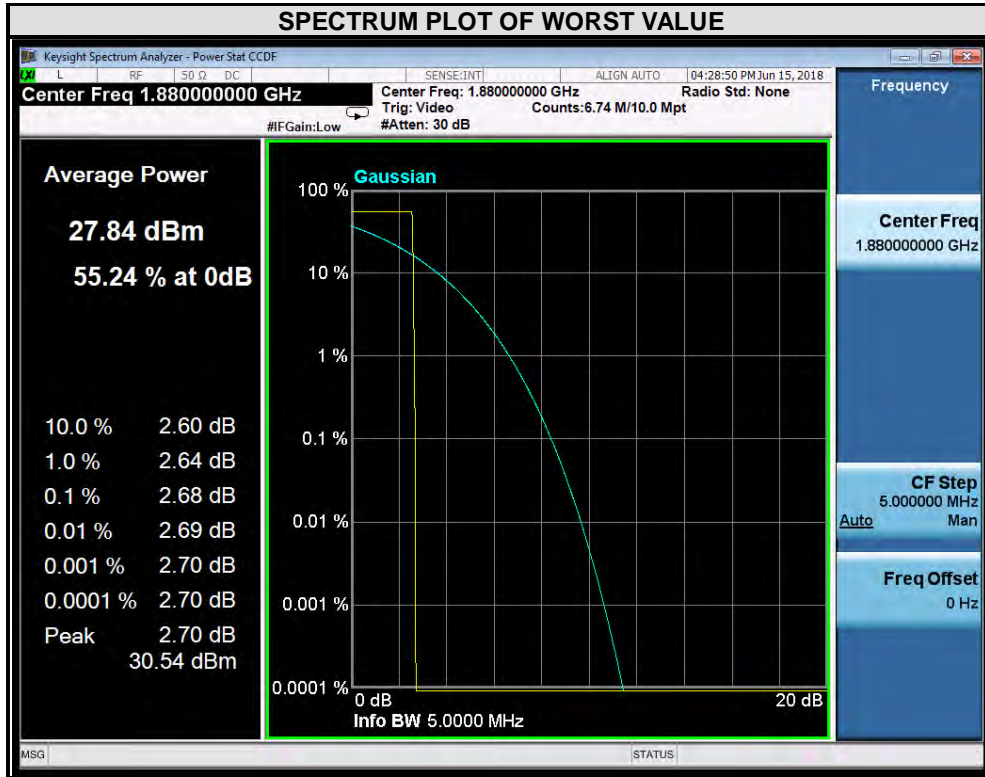 SPECTRUM PLOT OF WORST VALUE
Keysight Spectrum Analyzer - Power Stat CCDF
LXI L RF 50 Ω DC SENSE:INT ALIGN AUTO 04:28:50 PM Jun 15, 2018
Center Freq 1.880000000 GHz
Center Freq: 1.880000000 GHz Radio Std: None
Trig: Video Counts:6.74 M/10.0 Mpt
#IFGain:Low #Atten: 30 dB
Frequency
Average Power
27.84 dBm
55.24 % at 0dB
10.0 % 2.60 dB
1.0 % 2.64 dB
0.1 % 2.68 dB
0.01 % 2.69 dB
0.001 % 2.70 dB
0.0001 % 2.70 dB
Peak 2.70 dB
30.54 dBm
Gaussian
100 %
10 %
1 %
0.1 %
0.01 %
0.001 %
0.0001 %
0 dB 20 dB
Info BW 5.0000 MHz
Center Freq
1.880000000 GHz
CF Step
5.000000 MHz
Auto Man
Freq Offset
0 Hz
MSG STATUS